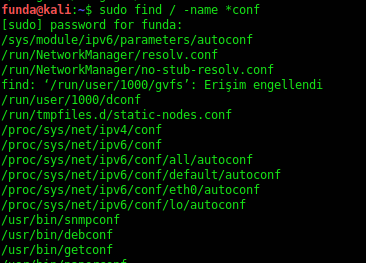 funda@kali:~$ sudo find / -name *conf
[sudo] password for funda:
/sys/module/ipv6/parameters/autoconf
/run/NetworkManager/resolv.conf
/run/NetworkManager/no-stub-resolv.conf
find: ‘/run/user/1000/gvfs’: Erişim engellendi
/run/user/1000/dconf
/run/tmpfiles.d/static-nodes.conf
/proc/sys/net/ipv4/conf
/proc/sys/net/ipv6/conf
/proc/sys/net/ipv6/conf/all/autoconf
/proc/sys/net/ipv6/conf/default/autoconf
/proc/sys/net/ipv6/conf/eth0/autoconf
/proc/sys/net/ipv6/conf/lo/autoconf
/usr/bin/snmpconf
/usr/bin/debconf
/usr/bin/getconf